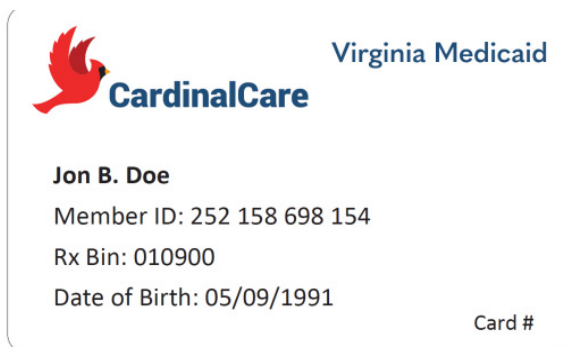 Virginia Medicaid
CardinalCare
Jon B. Doe
Member ID: 252 158 698 154
Rx Bin: 010900
Date of Birth: 05/09/1991
Card #